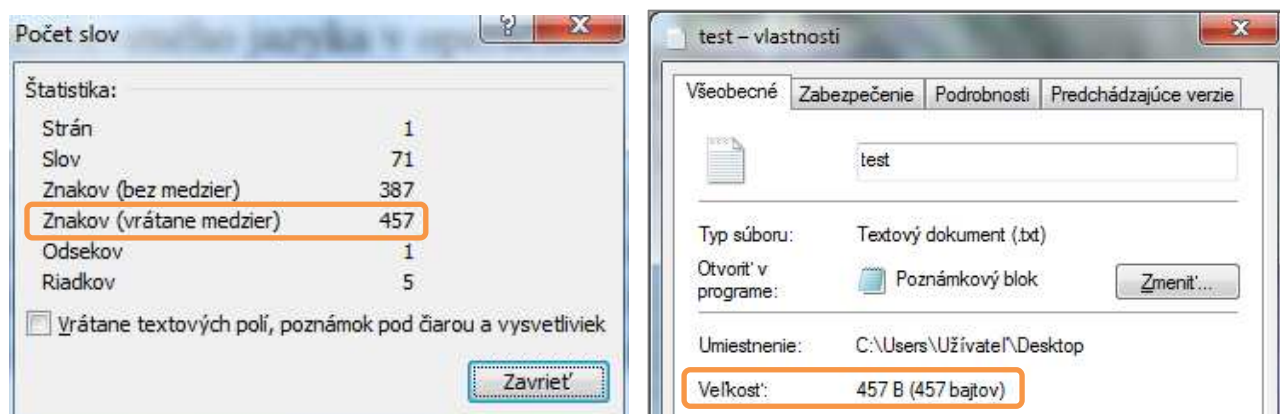 Počet slov
Štatistika:
Strán 1
Slov 71
Znakov (bez medzier) 387
Znakov (vrátane medzier) 457
Odsekov 1
Riadkov 5
Vrátane textových polí, poznámok pod čiarou a vysvetliviek
Zavrieť
test – vlastnosti
Všeobecné Zabezpečenie Podrobnosti Predchádzajúce verzie
test
Typ súboru: Textový dokument (.txt)
Otvoriť v programe: Poznámkový blok Zmeniť...
Umiestnenie: C:\Users\Užívateľ\Desktop
Veľkosť: 457 B (457 bajtov)